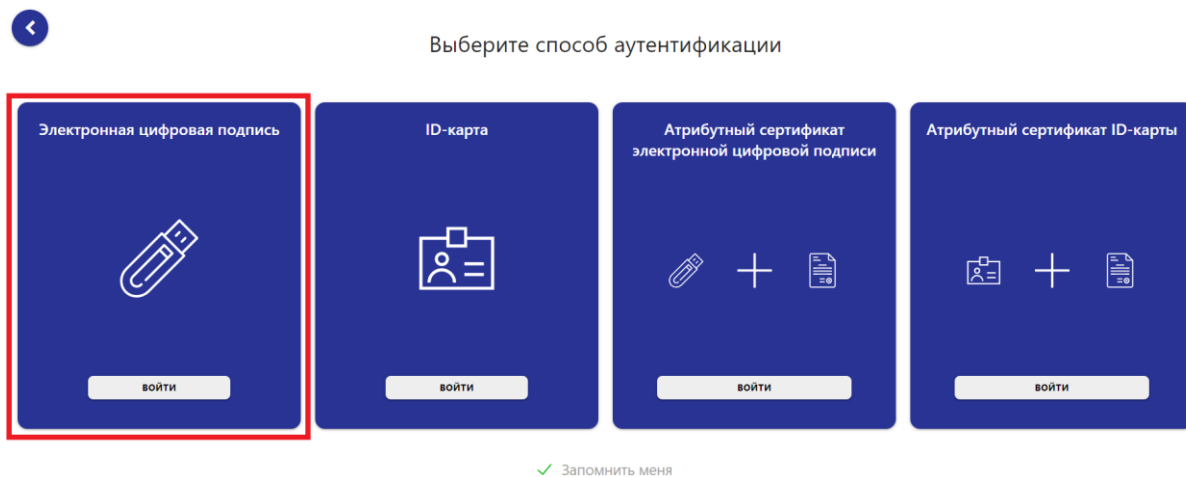 Выберите способ аутентификации
Электронная цифровая подпись
войти
ID-карта
войти
Атрибутный сертификат
электронной цифровой подписи
войти
Атрибутный сертификат ID-карты
войти
Запомнить меня